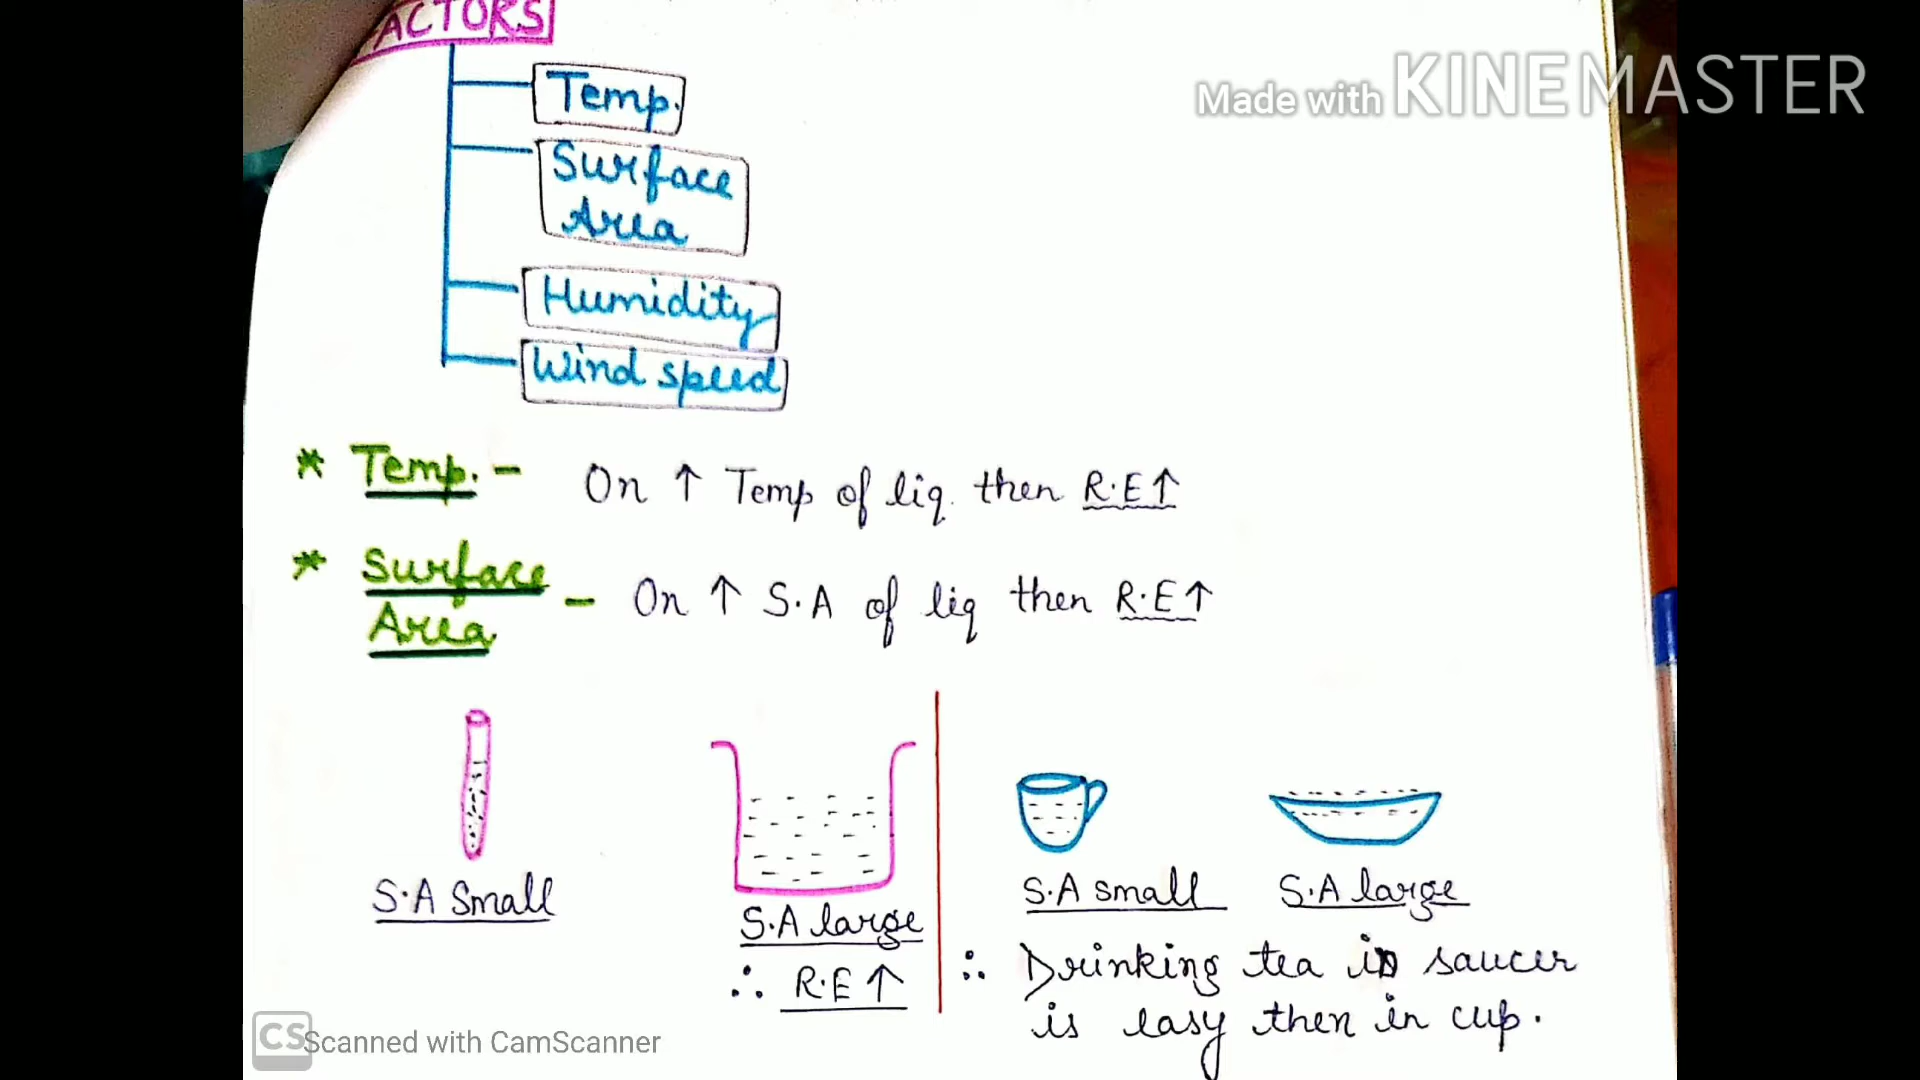 ACTORS
Made with KINEMASTER
Temp.
Surface
Area
Humidity
Wind speed
* Temp. - On ↑ Temp of liq. then R.E↑
* Surface
Area - On ↑ S.A of liq then R.E↑
S.A Small
S.A large
∴ R.E ↑
S.A small
S.A large
∴ Drinking tea in saucer
is easy then in cup.
CS Scanned with CamScanner